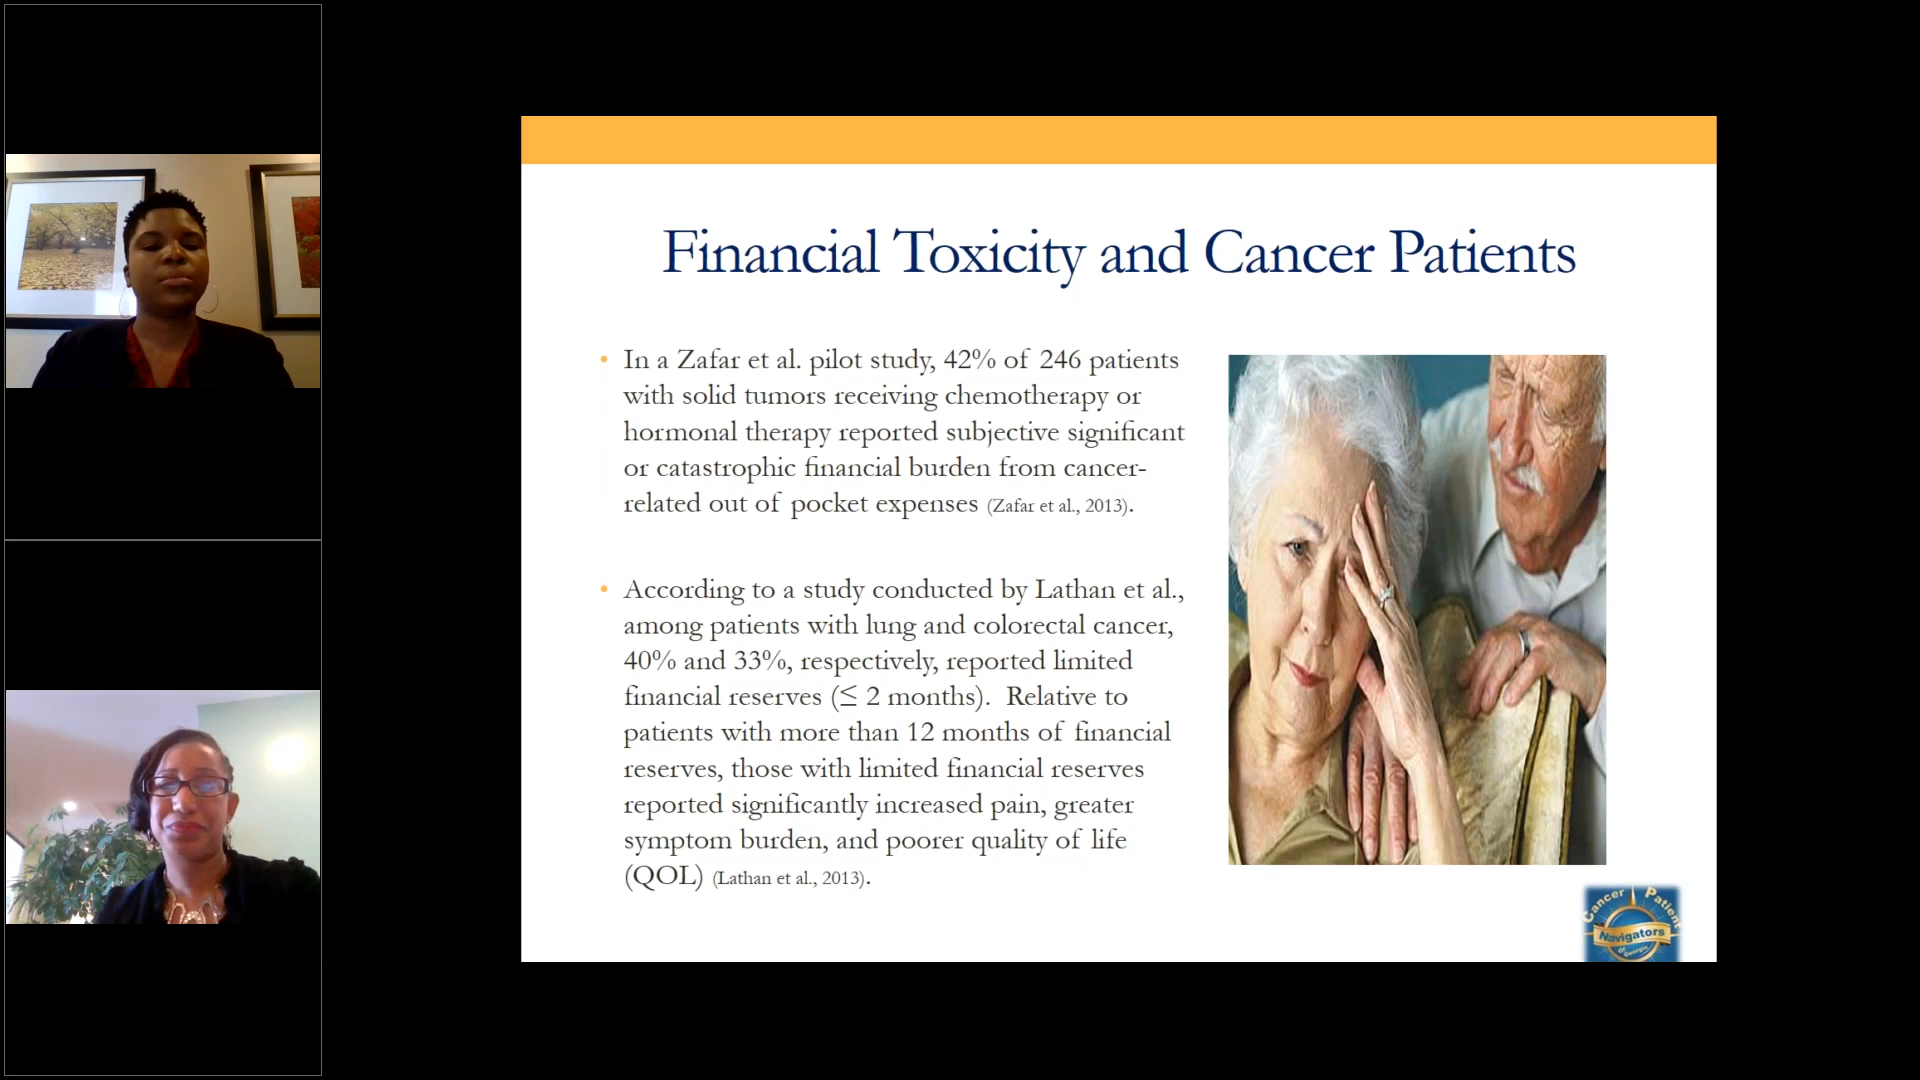 Financial Toxicity and Cancer Patients
• In a Zafar et al. pilot study, 42% of 246 patients
with solid tumors receiving chemotherapy or
hormonal therapy reported subjective significant
or catastrophic financial burden from cancer-
related out of pocket expenses (Zafar et al., 2013).
• According to a study conducted by Lathan et al.,
among patients with lung and colorectal cancer,
40% and 33%, respectively, reported limited
financial reserves (≤ 2 months). Relative to
patients with more than 12 months of financial
reserves, those with limited financial reserves
reported significantly increased pain, greater
symptom burden, and poorer quality of life
(QOL) (Lathan et al., 2013).
Cancer Patient
Navigators
of Georgia